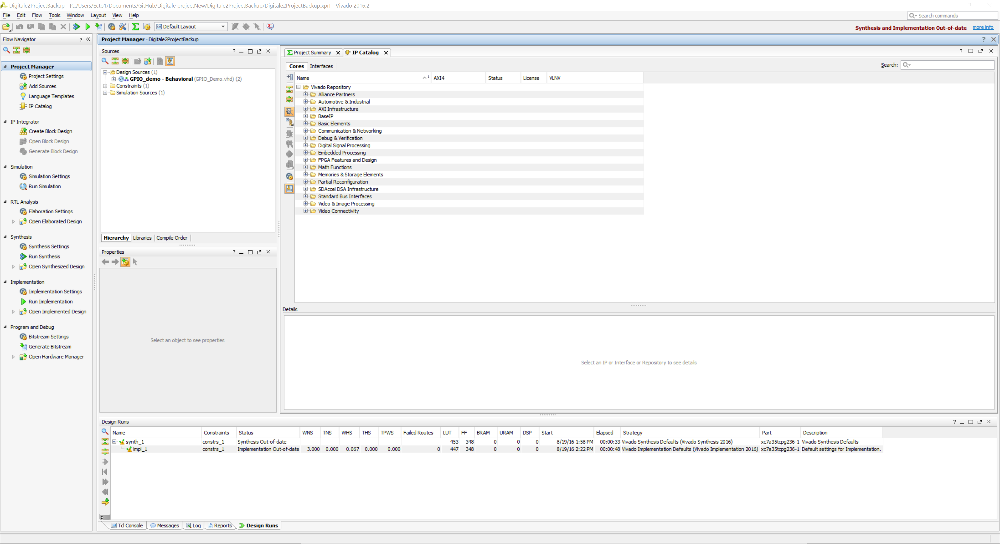 Digitale2ProjectBackup - [C:/Users/Ecto1/Documents/GitHub/Digitale projectNew/Digitale2ProjectBackup/Digitale2ProjectBackup.xpr] - Vivado 2016.2
File Edit Flow Tools Window Layout View Help
Search commands
Default Layout
Synthesis and Implementation Out-of-date more info
Flow Navigator
Project Manager
Project Settings
Add Sources
Language Templates
IP Catalog
IP Integrator
Create Block Design
Open Block Design
Generate Block Design
Simulation
Simulation Settings
Run Simulation
RTL Analysis
Elaboration Settings
Open Elaborated Design
Synthesis
Synthesis Settings
Run Synthesis
Open Synthesized Design
Implementation
Implementation Settings
Run Implementation
Open Implemented Design
Program and Debug
Bitstream Settings
Generate Bitstream
Open Hardware Manager
Project Manager - Digitale2ProjectBackup
Sources
Design Sources (1)
GPIO_demo - Behavioral (GPIO_Demo.vhd) (2)
Constraints (1)
Simulation Sources (1)
Hierarchy Libraries Compile Order
Properties
Select an object to see properties
Project Summary IP Catalog
Cores Interfaces
Search:
Name 1 AXI4 Status License VLNV
Vivado Repository
Alliance Partners
Automotive & Industrial
AXI Infrastructure
BaseIP
Basic Elements
Communication & Networking
Debug & Verification
Digital Signal Processing
Embedded Processing
FPGA Features and Design
Math Functions
Memories & Storage Elements
Partial Reconfiguration
SDAccel DSA Infrastructure
Standard Bus Interfaces
Video & Image Processing
Video Connectivity
Details
Select an IP or Interface or Repository to see details
Design Runs
Name Constraints Status WNS TNS WHS THS TPWS Failed Routes LUT FF BRAM URAM DSP Start Elapsed Strategy Part Description
synth_1 constrs_1 Synthesis Out-of-date 453 348 0 0 0 8/19/16 1:58 PM 00:00:33 Vivado Synthesis Defaults (Vivado Synthesis 2016) xc7a35tcpg236-1 Vivado Synthesis Defaults
impl_1 constrs_1 Implementation Out-of-date 3.000 0.000 0.067 0.000 0.000 0 447 348 0 0 0 8/19/16 2:22 PM 00:00:48 Vivado Implementation Defaults (Vivado Implementation 2016) xc7a35tcpg236-1 Default settings for Implementation.
Tcl Console Messages Log Reports Design Runs